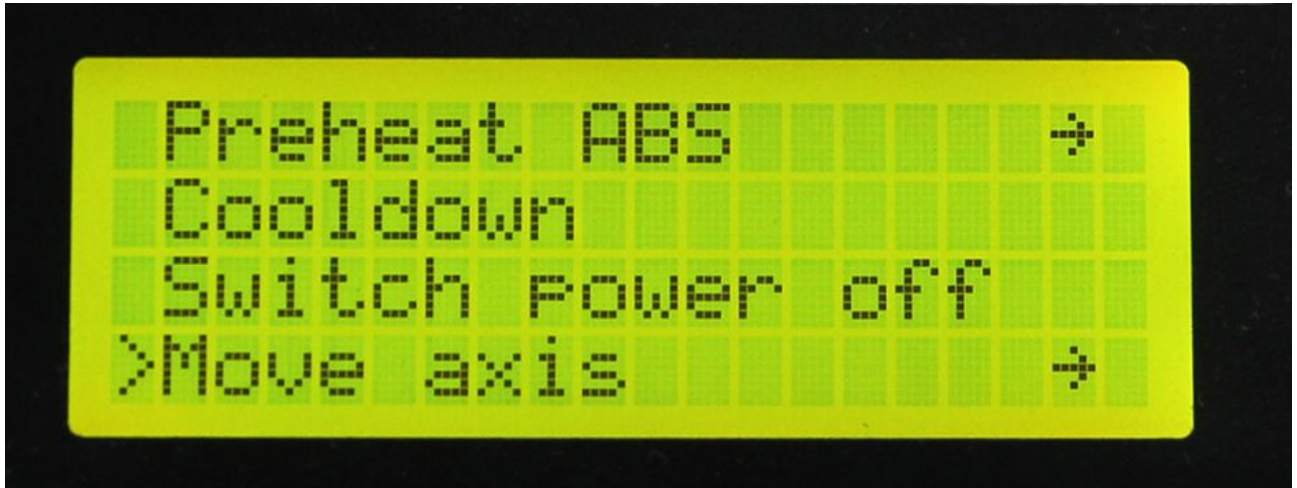 Preheat ABS →
Cooldown
Switch power off
>Move axis →